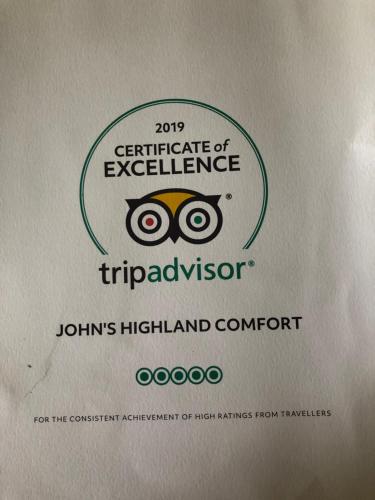 2019
CERTIFICATE of
EXCELLENCE
®
tripadvisor®
JOHN'S HIGHLAND COMFORT
FOR THE CONSISTENT ACHIEVEMENT OF HIGH RATINGS FROM TRAVELLERS